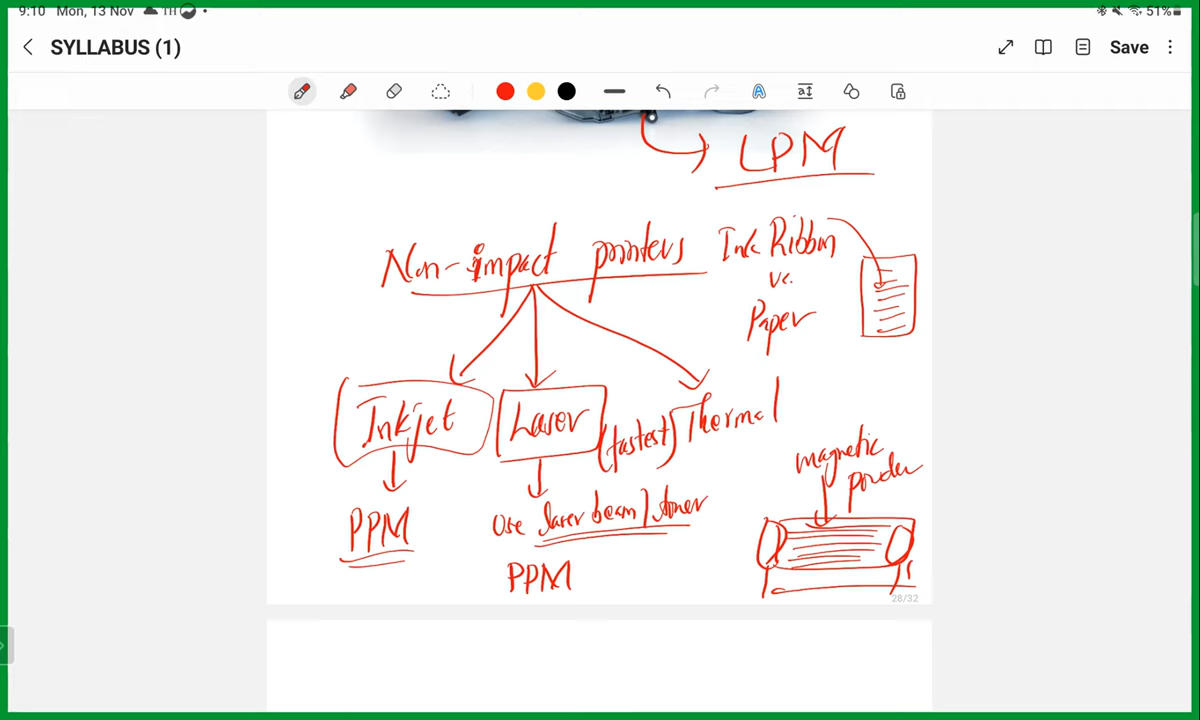 9:10 Mon, 13 Nov TH
51%
SYLLABUS (1)
Save
LPM
Non-impact printers
Ink Ribbon
vs.
Paper
Inkjet
Laser
(fastest)
Thermal
magnetic
powder
PPM
Use laser beam / toner
PPM
28/32